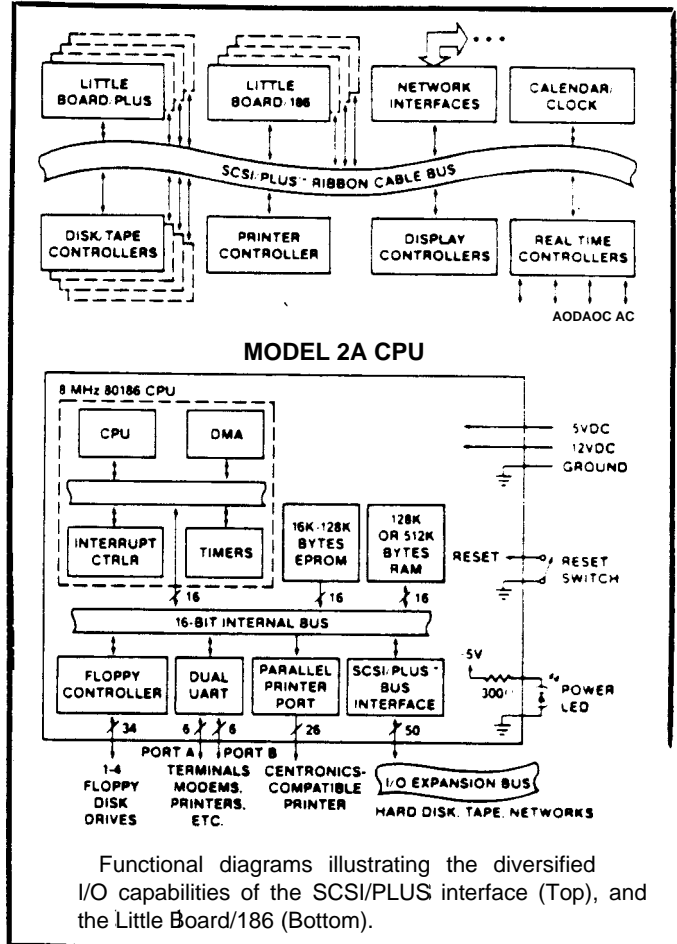 LITTLE
BOARD/PLUS
LITTLE
BOARD/186
NETWORK
INTERFACES
CALENDAR/
CLOCK
SCSI/PLUS™ RIBBON CABLE BUS
DISK/TAPE
CONTROLLERS
PRINTER
CONTROLLER
DISPLAY
CONTROLLERS
REAL TIME
CONTROLLERS
AODAOC AC
MODEL 2A CPU
8 MHz 80186 CPU
CPU
DMA
INTERRUPT
CTRLR
TIMERS
16K-128K
BYTES
EPROM
128K
OR 512K
BYTES
RAM
5VDC
12VDC
GROUND
RESET
RESET
SWITCH
16
16
16
16-BIT INTERNAL BUS
FLOPPY
CONTROLLER
DUAL
UART
PARALLEL
PRINTER
PORT
SCSI/PLUS™
BUS
INTERFACE
5V
300
POWER
LED
34
6
6
26
50
PORT A
PORT B
1-4
FLOPPY
DISK
DRIVES
TERMINALS
MODEMS,
PRINTERS,
ETC.
CENTRONICS-
COMPATIBLE
PRINTER
I/O EXPANSION BUS
HARD DISK, TAPE, NETWORKS
Functional diagrams illustrating the diversified
I/O capabilities of the SCSI/PLUS interface (Top), and
the Little Board/186 (Bottom).